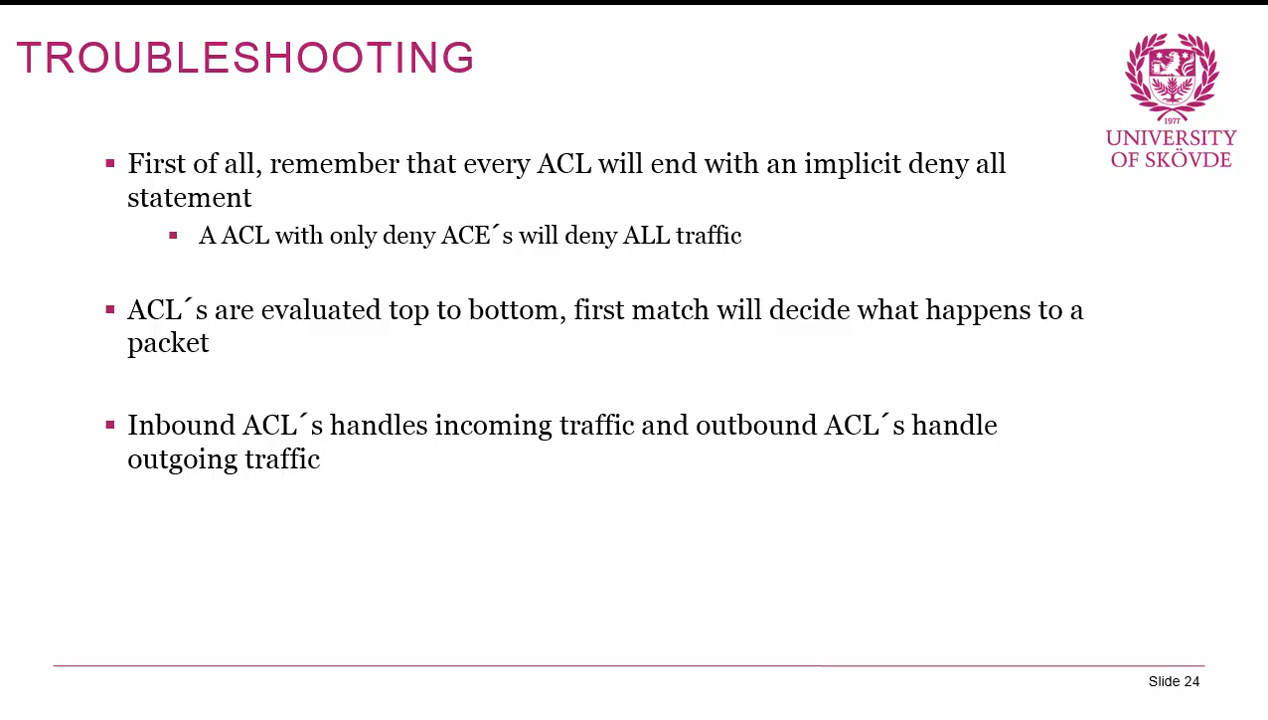 TROUBLESHOOTING
1977
UNIVERSITY
OF SKÖVDE
First of all, remember that every ACL will end with an implicit deny all
statement
A ACL with only deny ACE´s will deny ALL traffic
ACL´s are evaluated top to bottom, first match will decide what happens to a
packet
Inbound ACL´s handles incoming traffic and outbound ACL´s handle
outgoing traffic
Slide 24